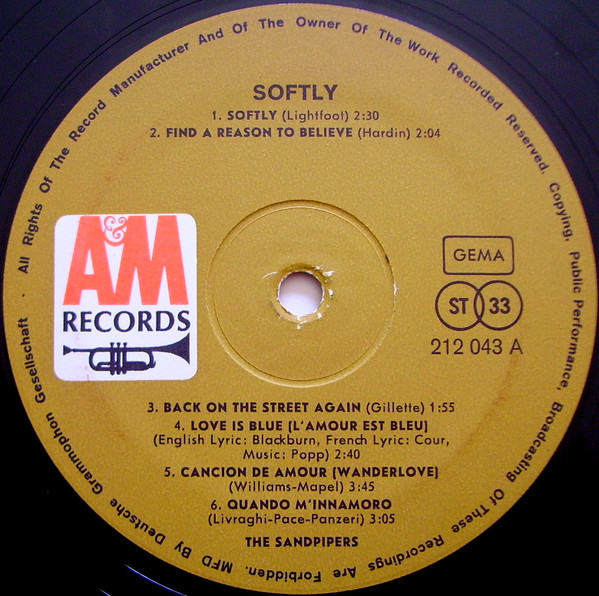 All Rights Of The Record Manufacturer And Of The Owner Of The Work Recorded Reserved. Copying, Public Performance, Broadcasting Of These Recordings Are Forbidden. MFD By Deutsche Grammophon Gesellschaft ·
SOFTLY
1. SOFTLY (Lightfoot) 2:30
2. FIND A REASON TO BELIEVE (Hardin) 2:04
A&M
RECORDS
GEMA
ST 33
212 043 A
3. BACK ON THE STREET AGAIN (Gillette) 1:55
4. LOVE IS BLUE (L'AMOUR EST BLEU)
(English Lyric: Blackburn, French Lyric: Cour,
Music: Popp) 2:40
5. CANCION DE AMOUR (WANDERLOVE)
(Williams-Mapel) 3:45
6. QUANDO M'INNAMORO
(Livraghi-Pace-Panzeri) 3:05
THE SANDPIPERS